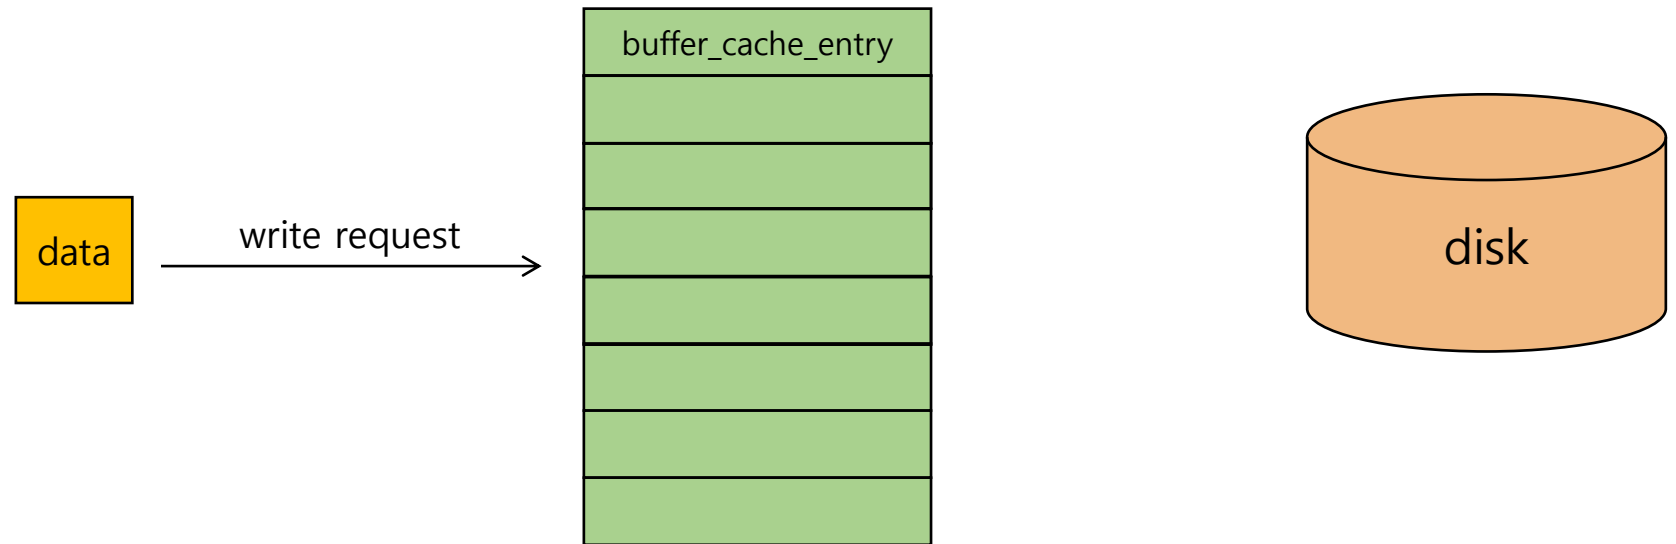 buffer_cache_entry
data
write request
disk